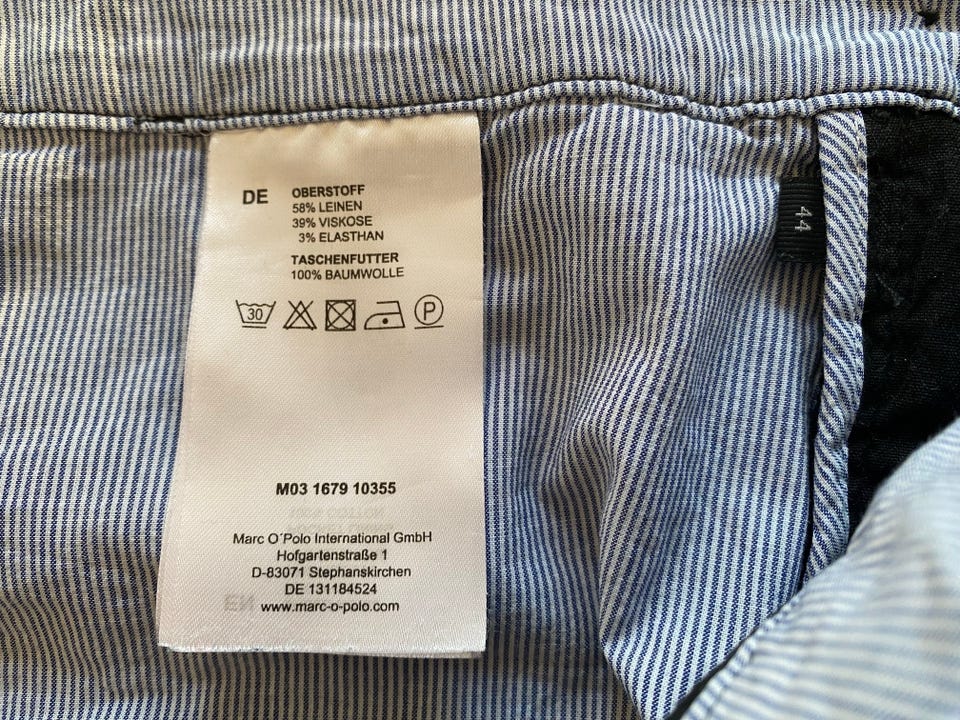 DE
OBERSTOFF
58% LEINEN
39% VISKOSE
3% ELASTHAN
TASCHENFUTTER
100% BAUMWOLLE
30
P
M03 1679 10355
Marc O´Polo International GmbH
Hofgartenstraße 1
D-83071 Stephanskirchen
DE 131184524
www.marc-o-polo.com
EN
44